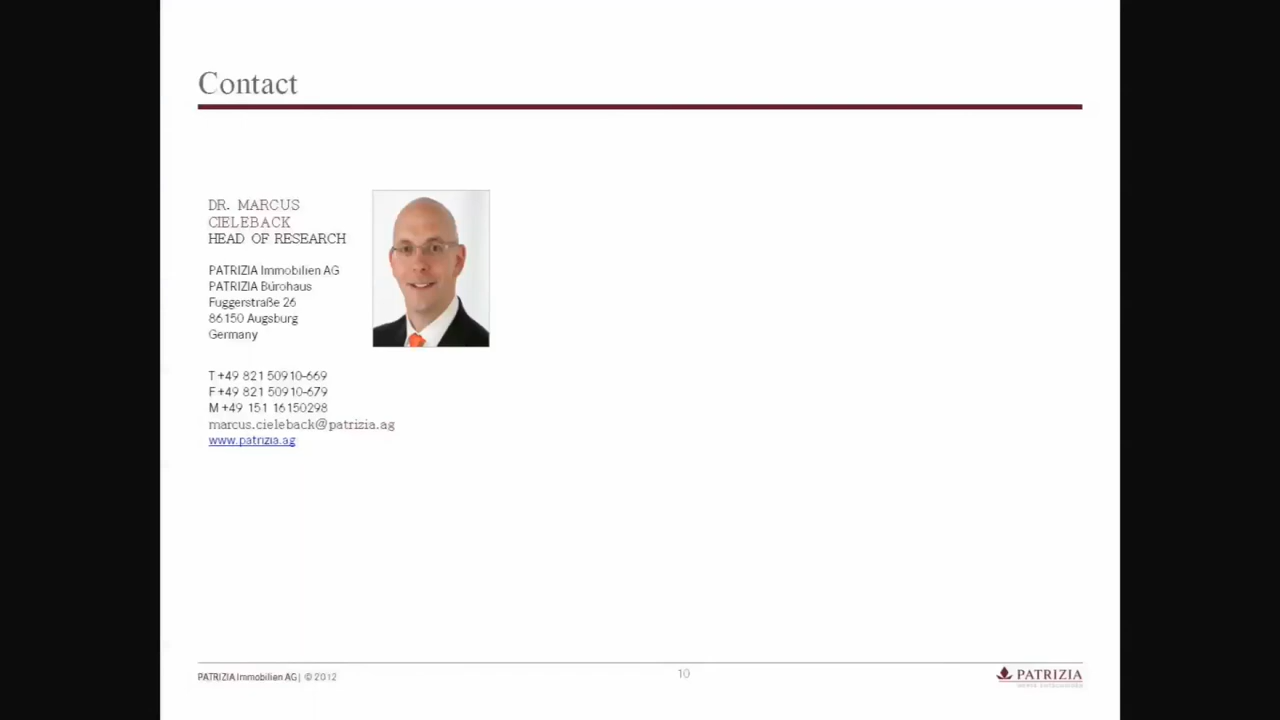 Contact
DR. MARCUS
CIELEBACK
HEAD OF RESEARCH
PATRIZIA Immobilien AG
PATRIZIA Bürohaus
Fuggerstraße 26
86150 Augsburg
Germany
T +49 821 50910-669
F +49 821 50910-679
M +49 151 16150298
marcus.cieleback@patrizia.ag
www.patrizia.ag
PATRIZIA Immobilien AG | © 2012
10
PATRIZIA